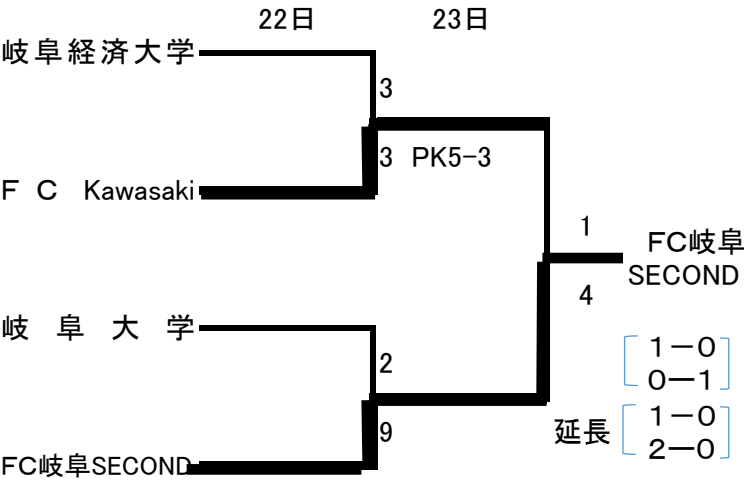 22日　23日
岐阜経済大学
3
3　PK5-3
Ｆ　Ｃ　Kawasaki
1
FC岐阜
SECOND
4
岐　阜　大　学
2
1－0
0－1
9
延長
1－0
2－0
FC岐阜SECOND